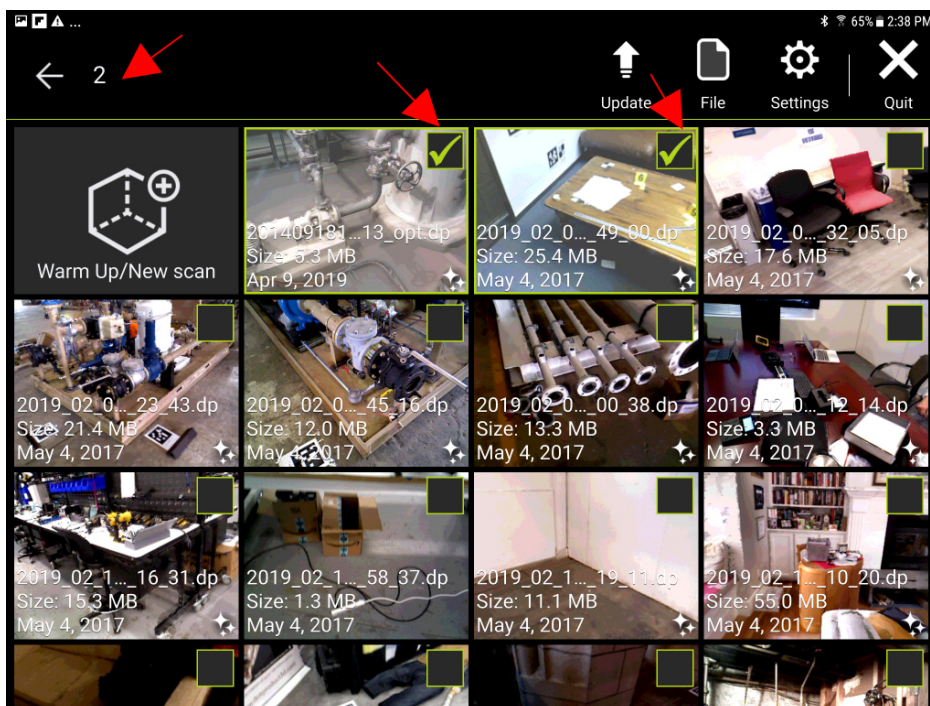 ... 65% 2:38 PM
2
Update File Settings Quit
Warm Up/New scan
201409181...13_opt.dp
Size: 5.3 MB
Apr 9, 2019
2019_02_0..._49_00.dp
Size: 25.4 MB
May 4, 2017
2019_02_0..._32_05.dp
Size: 17.6 MB
May 4, 2017
2019_02_0..._23_43.dp
Size: 21.4 MB
May 4, 2017
2019_02_0..._45_16.dp
Size: 12.0 MB
May 4, 2017
2019_02_0..._00_38.dp
Size: 13.3 MB
May 4, 2017
2019_02_0..._12_14.dp
Size: 3.3 MB
May 4, 2017
2019_02_1..._16_31.dp
Size: 15.3 MB
May 4, 2017
2019_02_1..._58_37.dp
Size: 1.3 MB
May 4, 2017
2019_02_1..._19_11.dp
Size: 11.1 MB
May 4, 2017
2019_02_1..._10_20.dp
Size: 55.0 MB
May 4, 2017